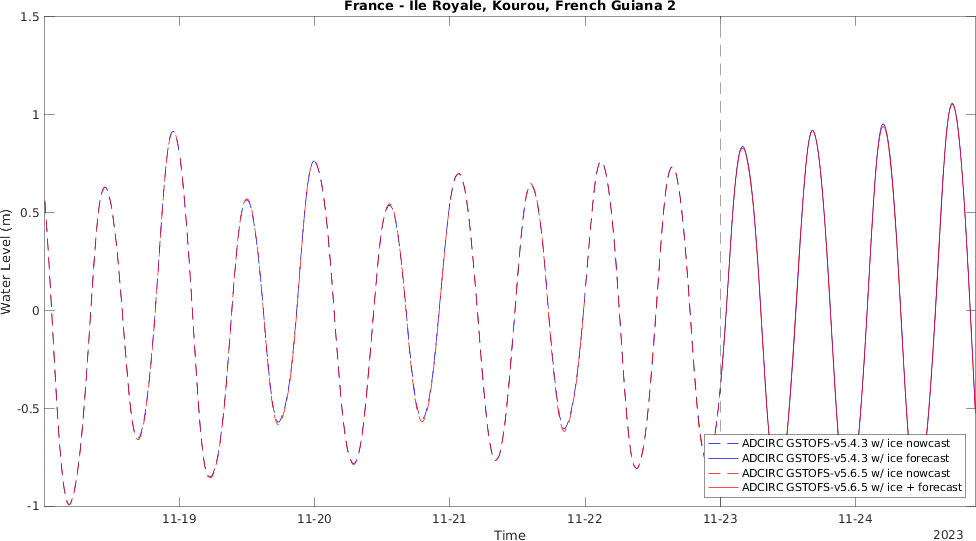 France - Ile Royale, Kourou, French Guiana 2
1.5
1
0.5
0
-0.5
-1
Water Level (m)
11-19
11-20
11-21
11-22
11-23
11-24
2023
Time
ADCIRC GSTOFS-v5.4.3 w/ ice nowcast
ADCIRC GSTOFS-v5.4.3 w/ ice forecast
ADCIRC GSTOFS-v5.6.5 w/ ice nowcast
ADCIRC GSTOFS-v5.6.5 w/ ice + forecast